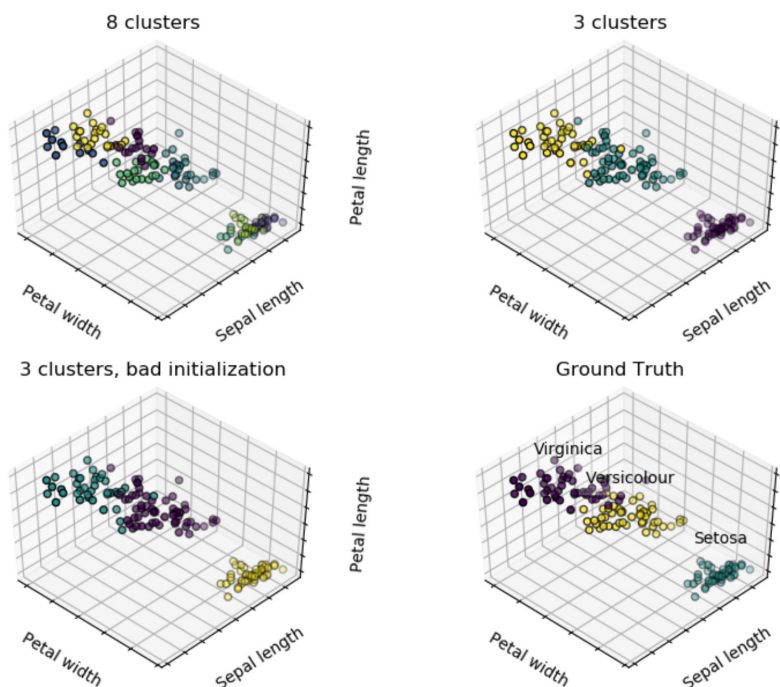 8 clusters
3 clusters
Petal length
Petal width
Sepal length
Petal width
Sepal length
3 clusters, bad initialization
Ground Truth
Virginica
Versicolour
Setosa
Petal length
Petal width
Sepal length
Petal width
Sepal length